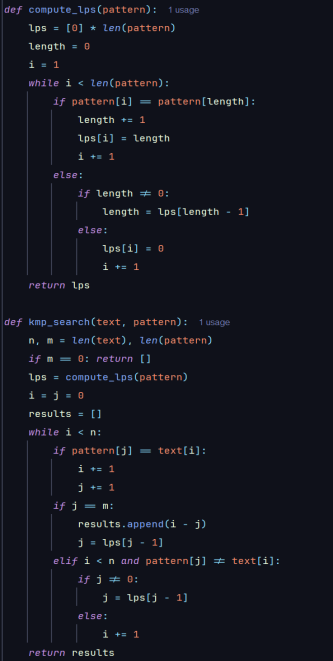 def compute_lps(pattern): 1 usage
    lps = [0] * len(pattern)
    length = 0
    i = 1
    while i < len(pattern):
        if pattern[i] == pattern[length]:
            length += 1
            lps[i] = length
            i += 1
        else:
            if length != 0:
                length = lps[length - 1]
            else:
                lps[i] = 0
                i += 1
    return lps

def kmp_search(text, pattern): 1 usage
    n, m = len(text), len(pattern)
    if m == 0: return []
    lps = compute_lps(pattern)
    i = j = 0
    results = []
    while i < n:
        if pattern[j] == text[i]:
            i += 1
            j += 1
        if j == m:
            results.append(i - j)
            j = lps[j - 1]
        elif i < n and pattern[j] != text[i]:
            if j != 0:
                j = lps[j - 1]
            else:
                i += 1
    return results